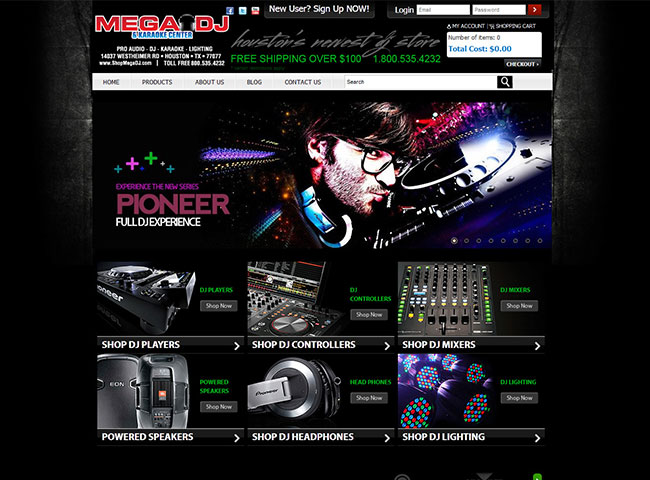 New User? Sign Up NOW!
Login Email Password
MEGA DJ
& KARAOKE CENTER
MY ACCOUNT | SHOPPING CART
Number of items: 0
Total Cost: $0.00
CHECKOUT
houston's newest dj store
PRO AUDIO - DJ - KARAOKE - LIGHTING
14037 WESTHEIMER RD • HOUSTON • TX • 77077
www.ShopMegaDJ.com | TOLL FREE 800.535.4232
FREE SHIPPING OVER $100 1.800.535.4232
HOME PRODUCTS ABOUT US BLOG CONTACT US Search
EXPERIENCE THE NEW SERIES
PIONEER
FULL DJ EXPERIENCE
DJ PLAYERS
Shop Now
SHOP DJ PLAYERS
DJ
CONTROLLERS
Shop Now
SHOP DJ CONTROLLERS
DJ MIXERS
Shop Now
SHOP DJ MIXERS
EON
POWERED
SPEAKERS
Shop Now
POWERED SPEAKERS
Pioneer
HEAD PHONES
Shop Now
SHOP DJ HEADPHONES
DJ LIGHTING
Shop Now
SHOP DJ LIGHTING